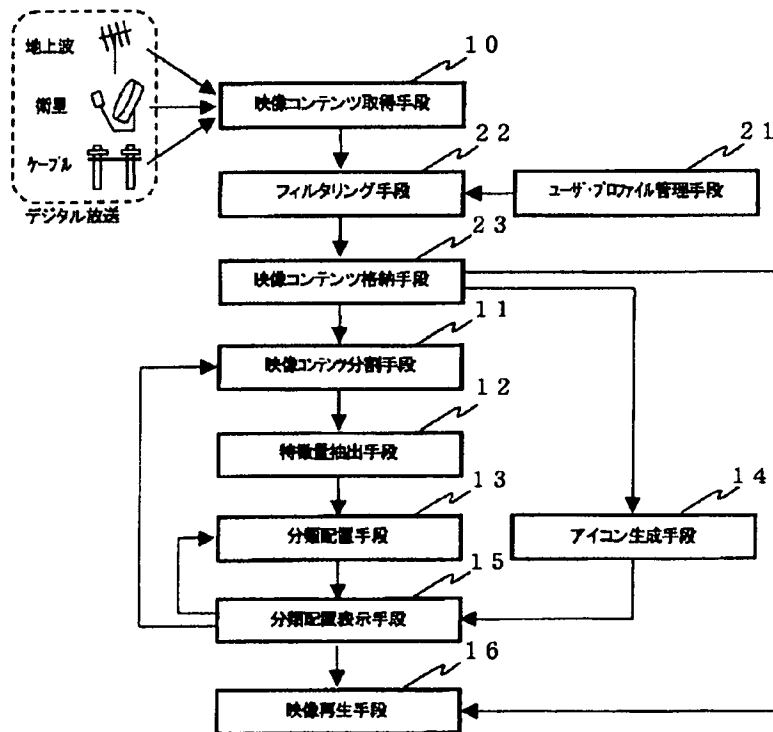 地上波
衛星
ケーブル
デジタル放送
10
映像コンテンツ取得手段
22
フィルタリング手段
21
ユーザ・プロファイル管理手段
23
映像コンテンツ格納手段
11
映像コンテンツ分割手段
12
特徴量抽出手段
13
分類配置手段
14
アイコン生成手段
15
分類配置表示手段
16
映像再生手段